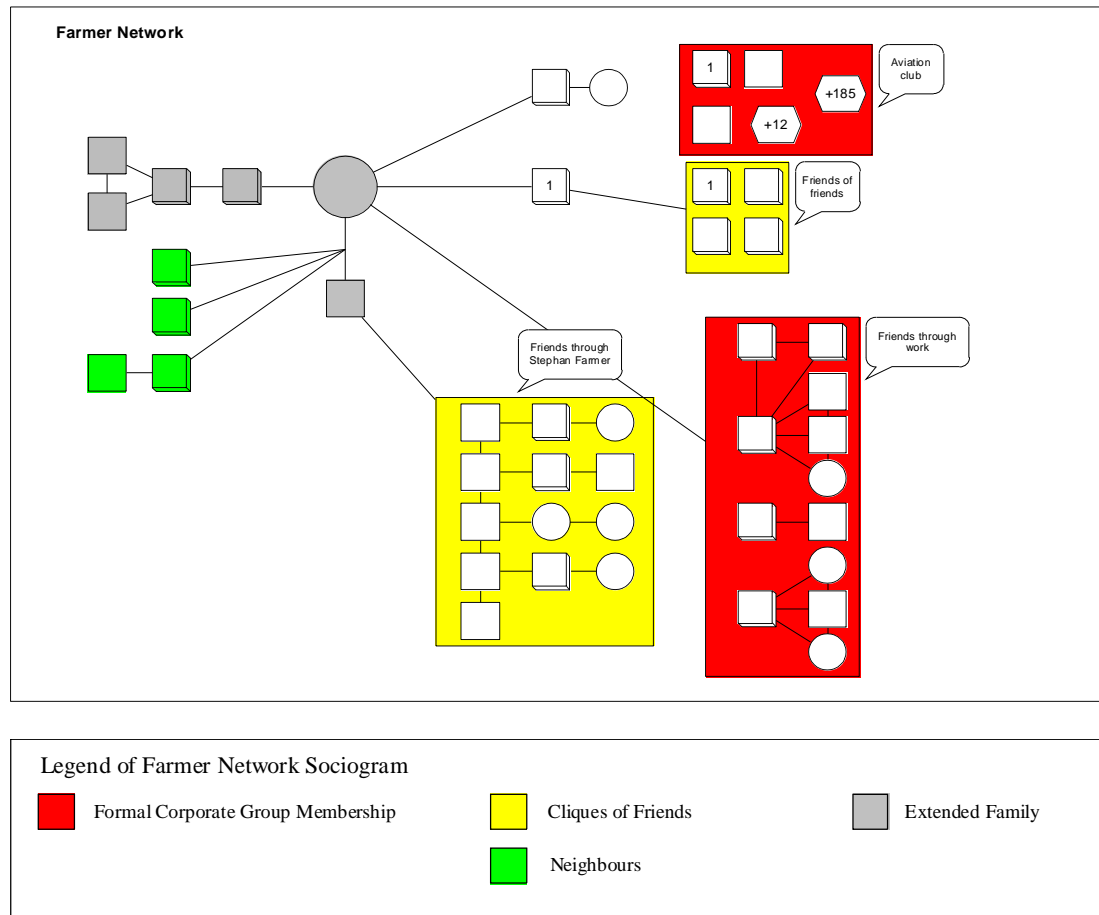 Farmer Network
1
+185
+12
Aviation
club
1
1
Friends of
friends
Friends through
Stephan Farmer
Friends through
work
Legend of Farmer Network Sociogram
Formal Corporate Group Membership
Cliques of Friends
Extended Family
Neighbours